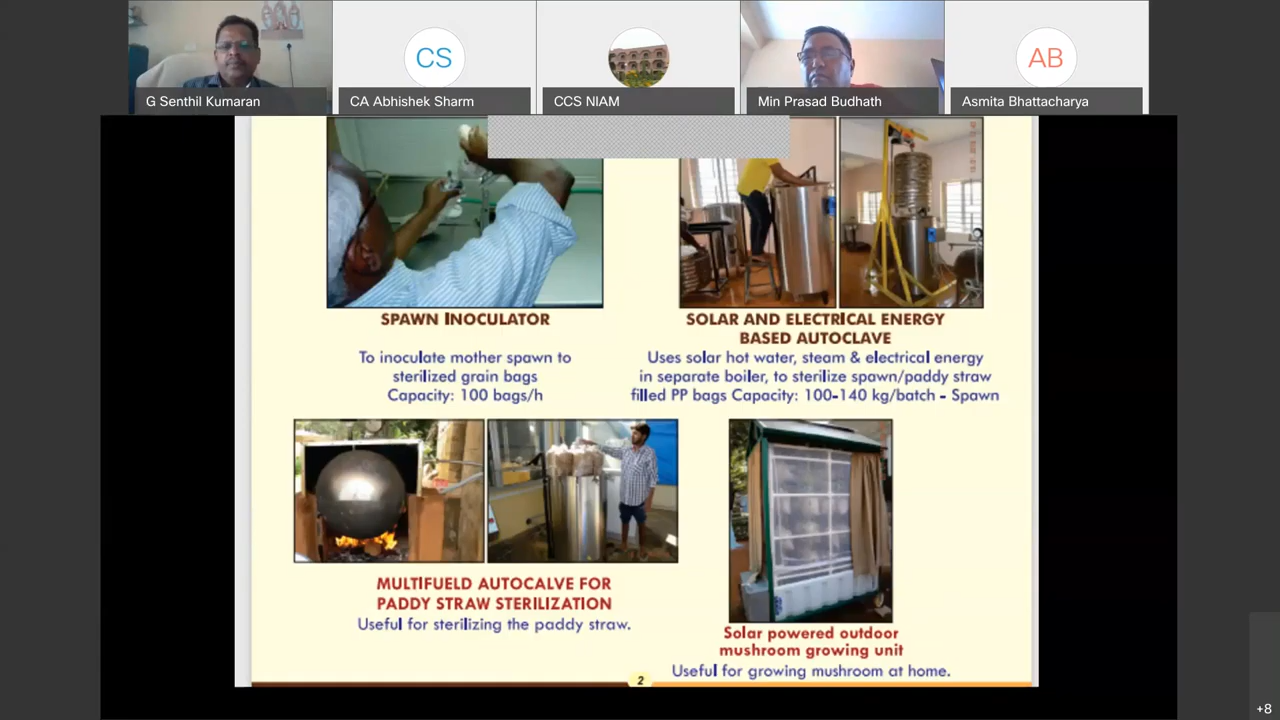 G Senthil Kumaran
CS
CA Abhishek Sharm
CCS NIAM
Min Prasad Budhath
AB
Asmita Bhattacharya
SPAWN INOCULATOR
To inoculate mother spawn to
sterilized grain bags
Capacity: 100 bags/h
SOLAR AND ELECTRICAL ENERGY
BASED AUTOCLAVE
Uses solar hot water, steam & electrical energy
in separate boiler, to sterilize spawn/paddy straw
filled PP bags Capacity: 100-140 kg/batch - Spawn
MULTIFUELD AUTOCALVE FOR
PADDY STRAW STERILIZATION
Useful for sterilizing the paddy straw.
Solar powered outdoor
mushroom growing unit
Useful for growing mushroom at home.
2
+8